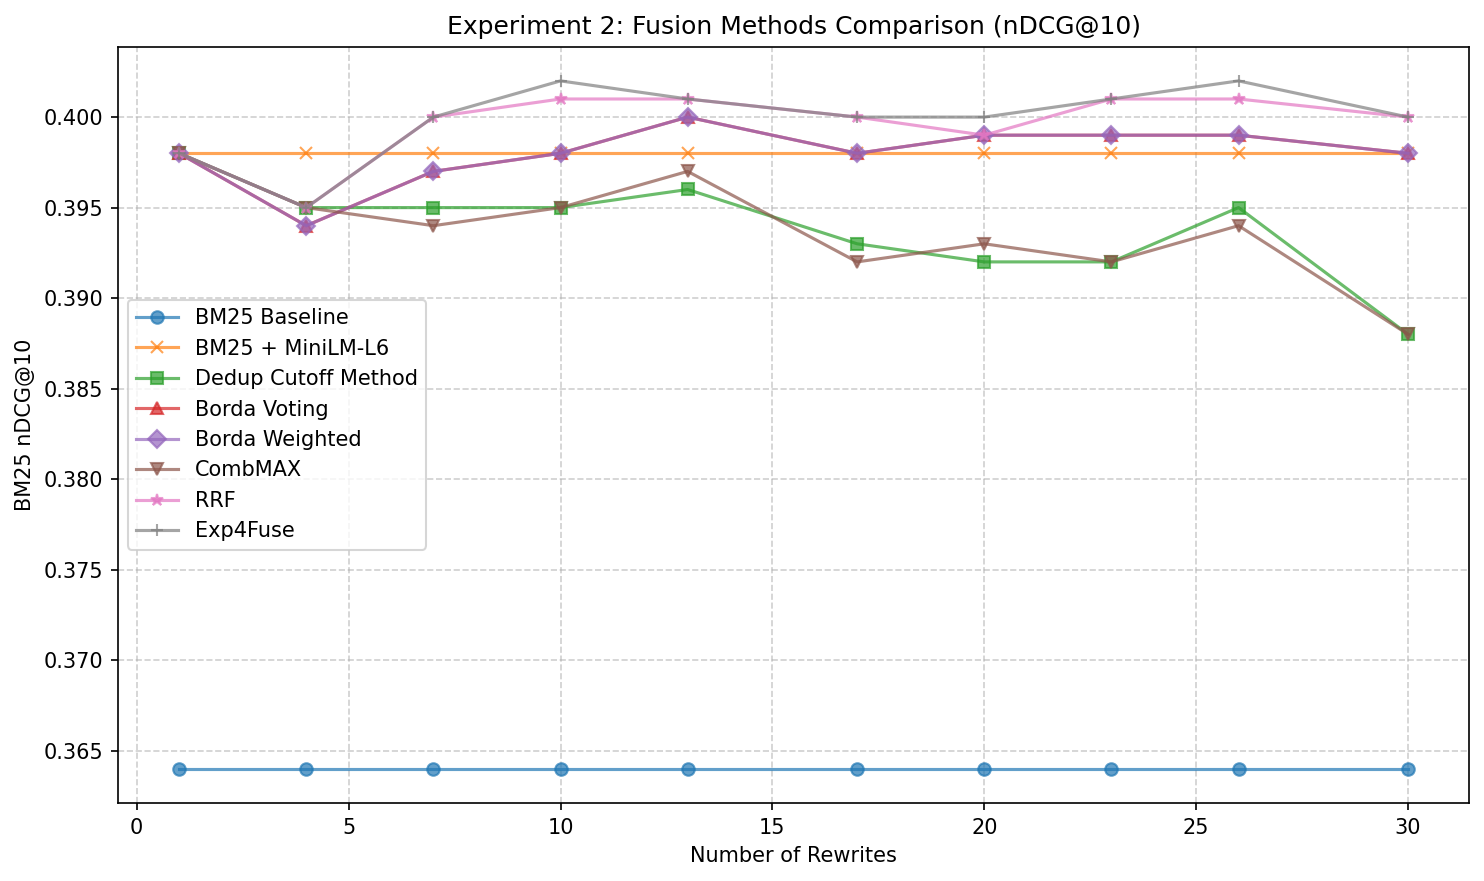 Experiment 2: Fusion Methods Comparison (nDCG@10)
BM25 nDCG@10
0.400
0.395
0.390
0.385
0.380
0.375
0.370
0.365
BM25 Baseline
BM25 + MiniLM-L6
Dedup Cutoff Method
Borda Voting
Borda Weighted
CombMAX
RRF
Exp4Fuse
0 5 10 15 20 25 30
Number of Rewrites